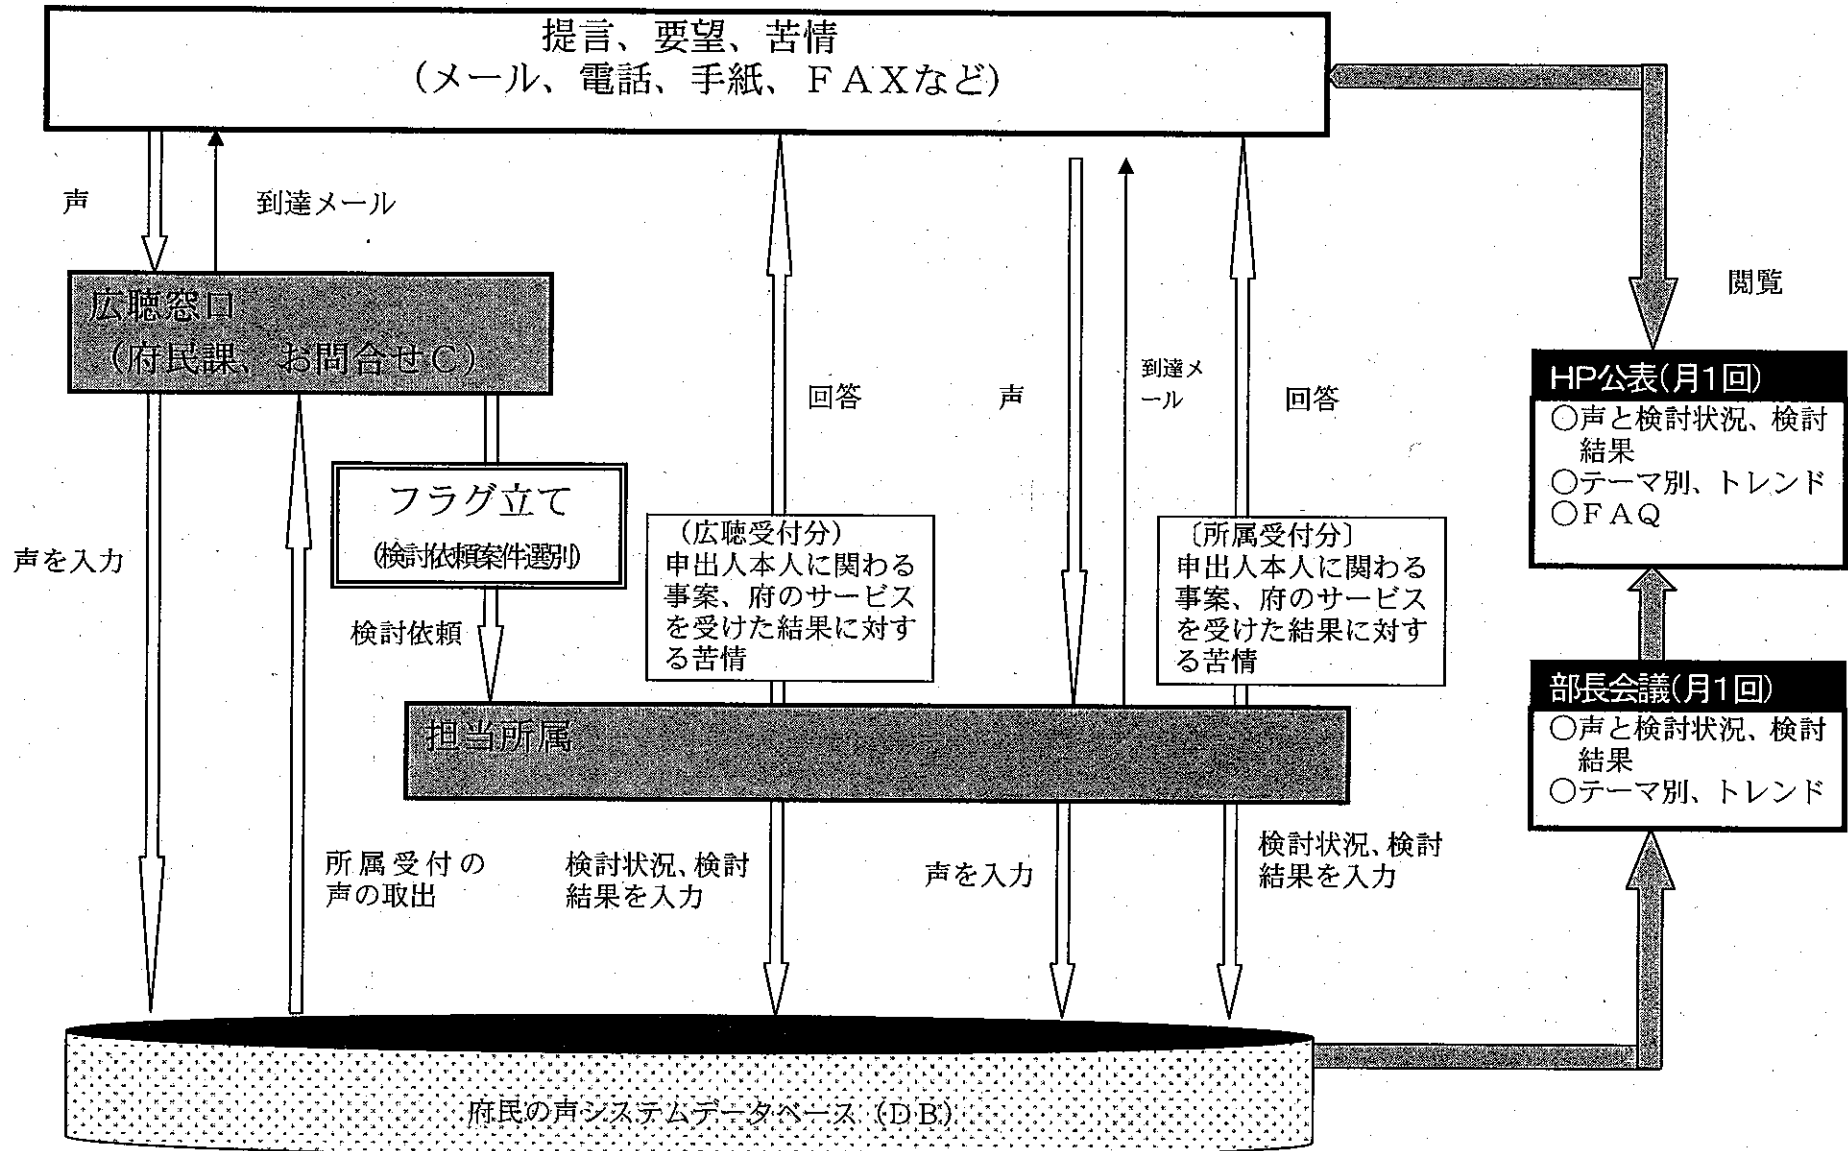 提言、要望、苦情
(メール、電話、手紙、ＦＡＸなど)
声
到達メール
広聴窓口
（府民課、お問合せＣ）
閲覧
回答
声
到達メ
ール
回答
HP公表(月1回)
○声と検討状況、検討
結果
○テーマ別、トレンド
○ＦＡＱ
フラグ立て
(検討依頼案件選別)
声を入力
検討依頼
（広聴受付分）
申出人本人に関わる
事案、府のサービス
を受けた結果に対す
る苦情
〔所属受付分〕
申出人本人に関わる
事案、府のサービス
を受けた結果に対す
る苦情
部長会議(月1回)
○声と検討状況、検討
結果
○テーマ別、トレンド
担当所属
所属受付の
声の取出
検討状況、検討
結果を入力
声を入力
検討状況、検討
結果を入力
府民の声システムデータベース（ＤＢ）